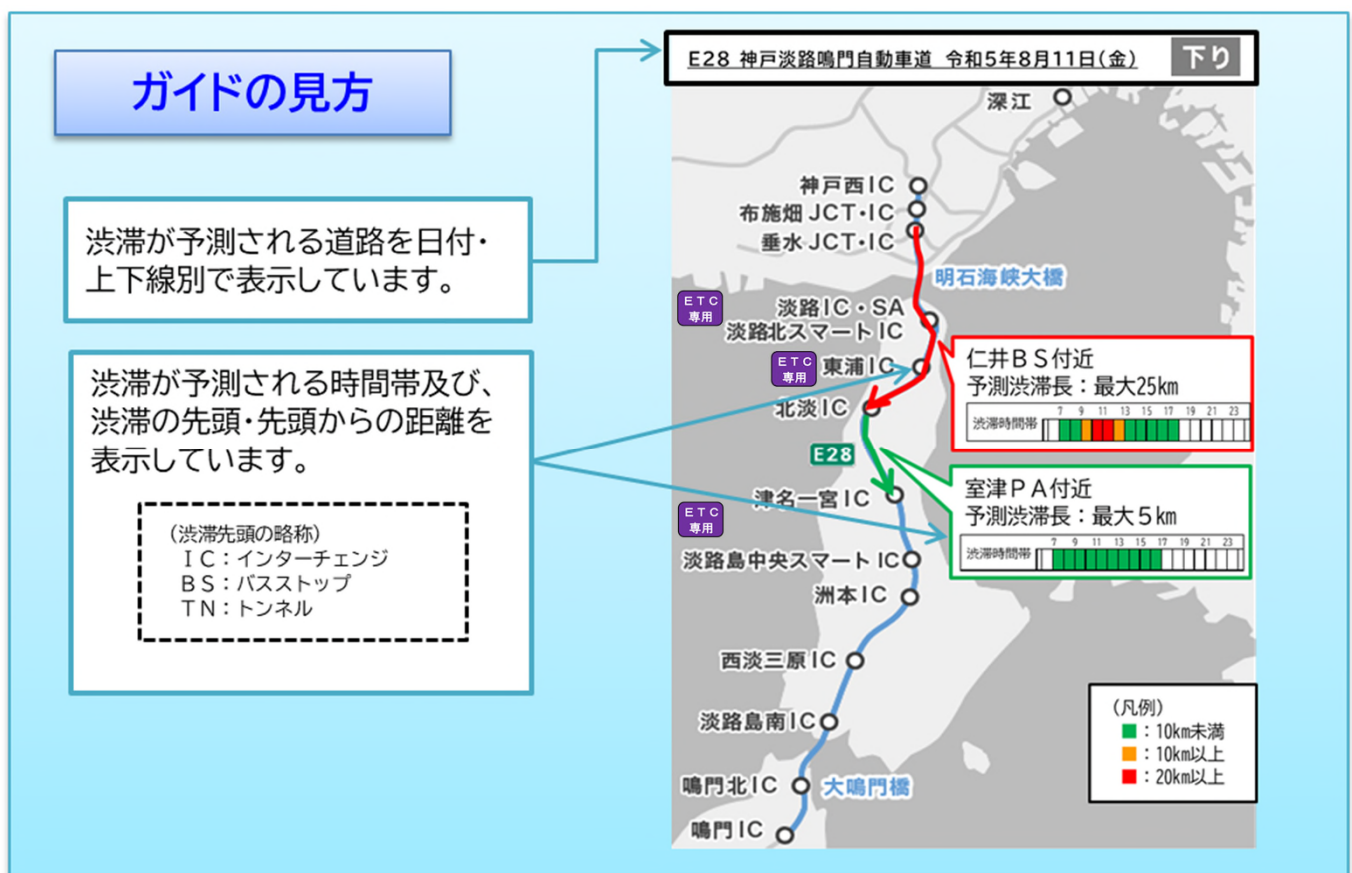 ガイドの見方
渋滞が予測される道路を日付・
上下線別で表示しています。
渋滞が予測される時間帯及び、
渋滞の先頭・先頭からの距離を
表示しています。
(渋滞先頭の略称)
IC:インターチェンジ
BS:バスストップ
TN:トンネル
E28 神戸淡路鳴門自動車道 令和5年8月11日(金) 下り
深江
神戸西IC
布施畑JCT・IC
垂水JCT・IC
明石海峡大橋
ETC
専用
淡路IC・SA
淡路北スマートIC
ETC
専用
東浦IC
北淡IC
E28
津名一宮IC
ETC
専用
淡路島中央スマートIC
洲本IC
西淡三原IC
淡路島南IC
鳴門北IC
大鳴門橋
鳴門IC
仁井BS付近
予測渋滞長:最大25km
7 9 11 13 15 17 19 21 23
渋滞時間帯
室津PA付近
予測渋滞長:最大5km
7 9 11 13 15 17 19 21 23
渋滞時間帯
(凡例)
:10km未満
:10km以上
:20km以上